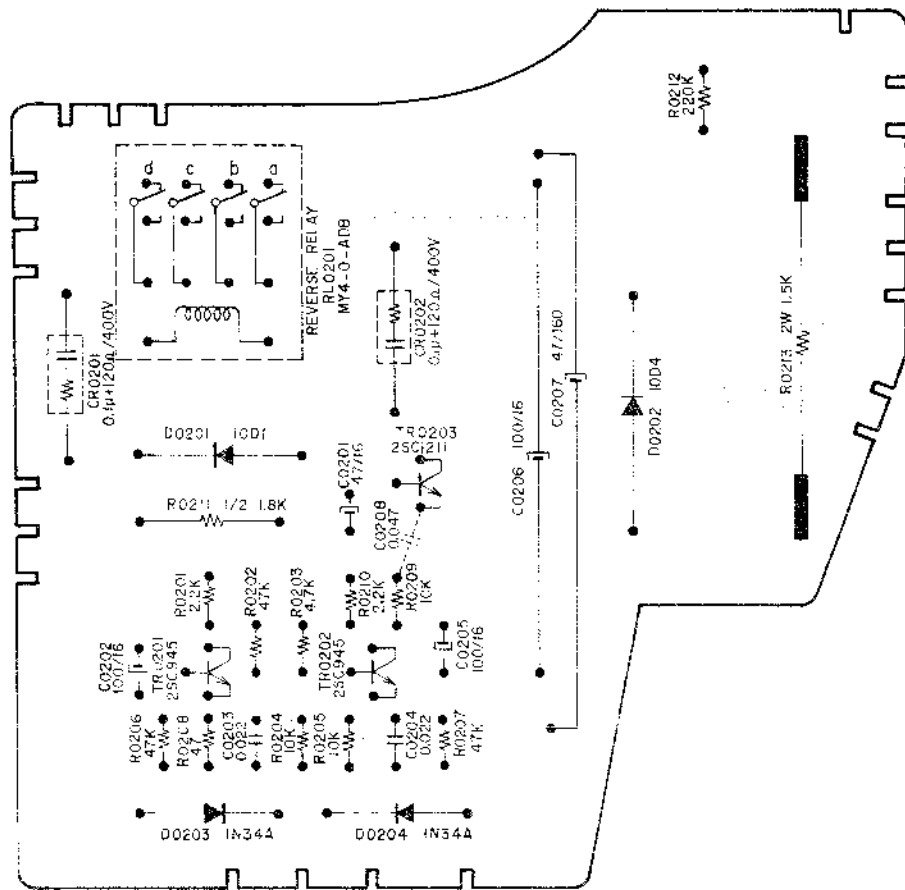 R0212
220K
d c b a
REVERSE RELAY
RL0201
MY4-0-AD8
CR0201
0.1μ+120Ω/400V
CR0202
0.1μ+120Ω/400V
C0206 100/16
C0207 47/160
D0202 10D4
R0213 2W 1.5K
D0201 10D1
TR0203
2SC1211
C0201
47/16
R0211 1/2 1.8K
C0208
0.047
R0201
2.2K
R0202
47K
R0203
4.7K
R0210
2.2K
R0209
10K
C0202
100/16
TR0201
2SC945
TR0202
2SC945
C0205
100/16
R0206
47K
R0208
47
C0203
0.022
R0204
10K
R0205
10K
C0204
0.022
R0207
47K
D0203 1N34A
D0204 1N34A